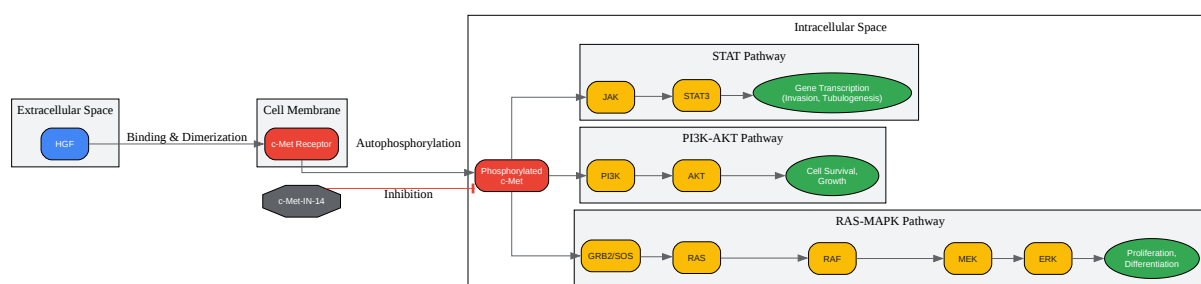 Intracellular Space
STAT Pathway
JAK
STAT3
Gene Transcription
(Invasion, Tubulogenesis)
Extracellular Space
HGF
Binding & Dimerization
Cell Membrane
c-Met Receptor
Autophosphorylation
c-Met-IN-14
Inhibition
Phosphorylated
c-Met
PI3K-AKT Pathway
PI3K
AKT
Cell Survival,
Growth
RAS-MAPK Pathway
GRB2/SOS
RAS
RAF
MEK
ERK
Proliferation,
Differentiation